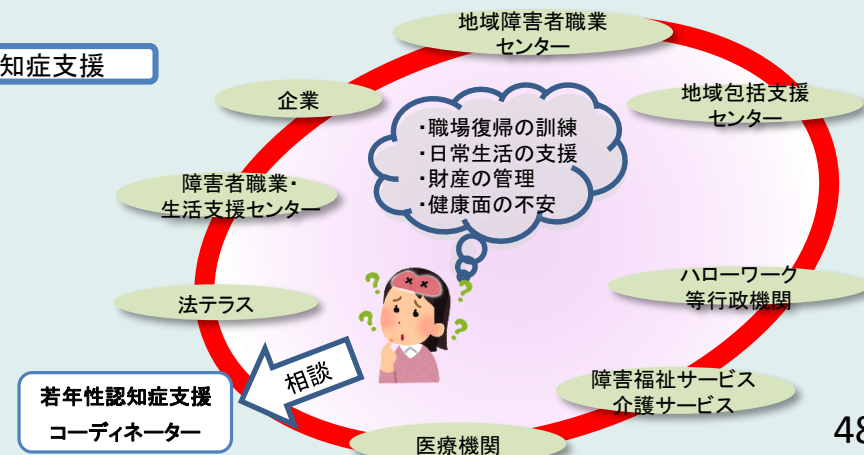 地域障害者職業
センター
知症支援
企業
地域包括支援
センター
・職場復帰の訓練
・日常生活の支援
・財産の管理
・健康面の不安
障害者職業・
生活支援センター
ハローワーク
等行政機関
法テラス
相談
若年性認知症支援
コーディネーター
障害福祉サービス
介護サービス
医療機関
48